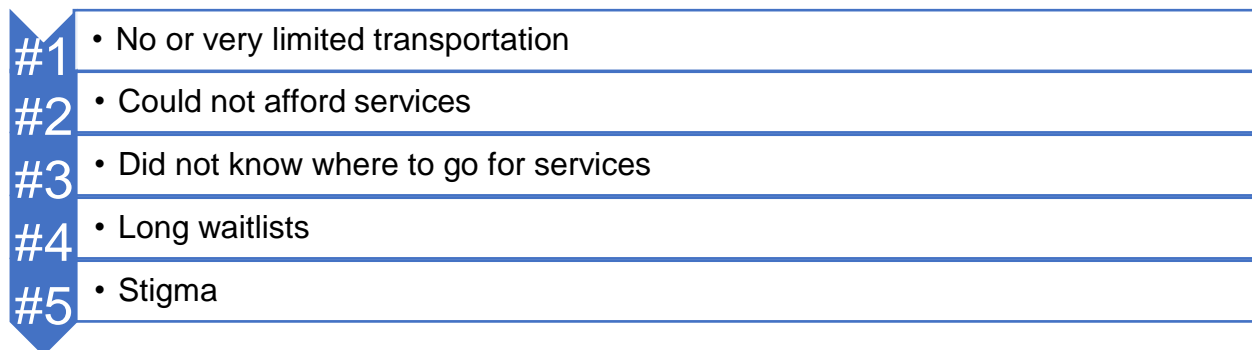 #1 • No or very limited transportation
#2 • Could not afford services
#3 • Did not know where to go for services
#4 • Long waitlists
#5 • Stigma